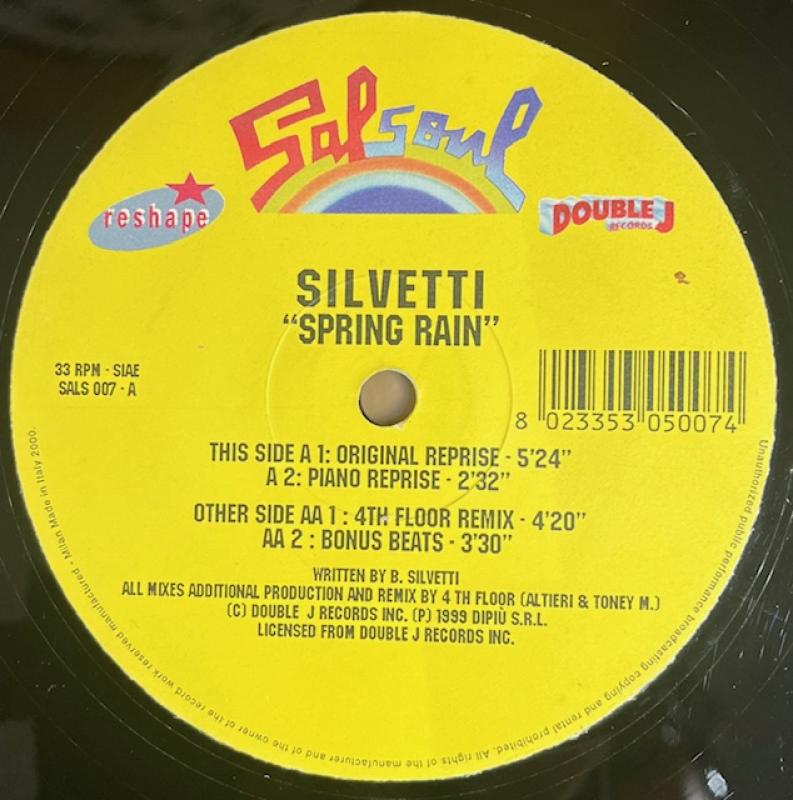 Salsoul
reshape
DOUBLE J
RECORDS
SILVETTI
“SPRING RAIN”
33 RPM - SIAE
SALS 007 - A
8 023353 050074
THIS SIDE A 1: ORIGINAL REPRISE - 5'24”
A 2: PIANO REPRISE - 2'32”
OTHER SIDE AA 1 : 4TH FLOOR REMIX - 4'20”
AA 2 : BONUS BEATS - 3'30”
WRITTEN BY B. SILVETTI
ALL MIXES ADDITIONAL PRODUCTION AND REMIX BY 4 TH FLOOR (ALTIERI & TONEY M.)
(C) DOUBLE J RECORDS INC. (P) 1999 DIPIÙ S.R.L.
LICENSED FROM DOUBLE J RECORDS INC.
Unauthorized public performance broadcasting copying and rental prohibited. All rights of the manufacturer and of the owner of the record work reserved manufactured - Milan Made in Italy 2000.